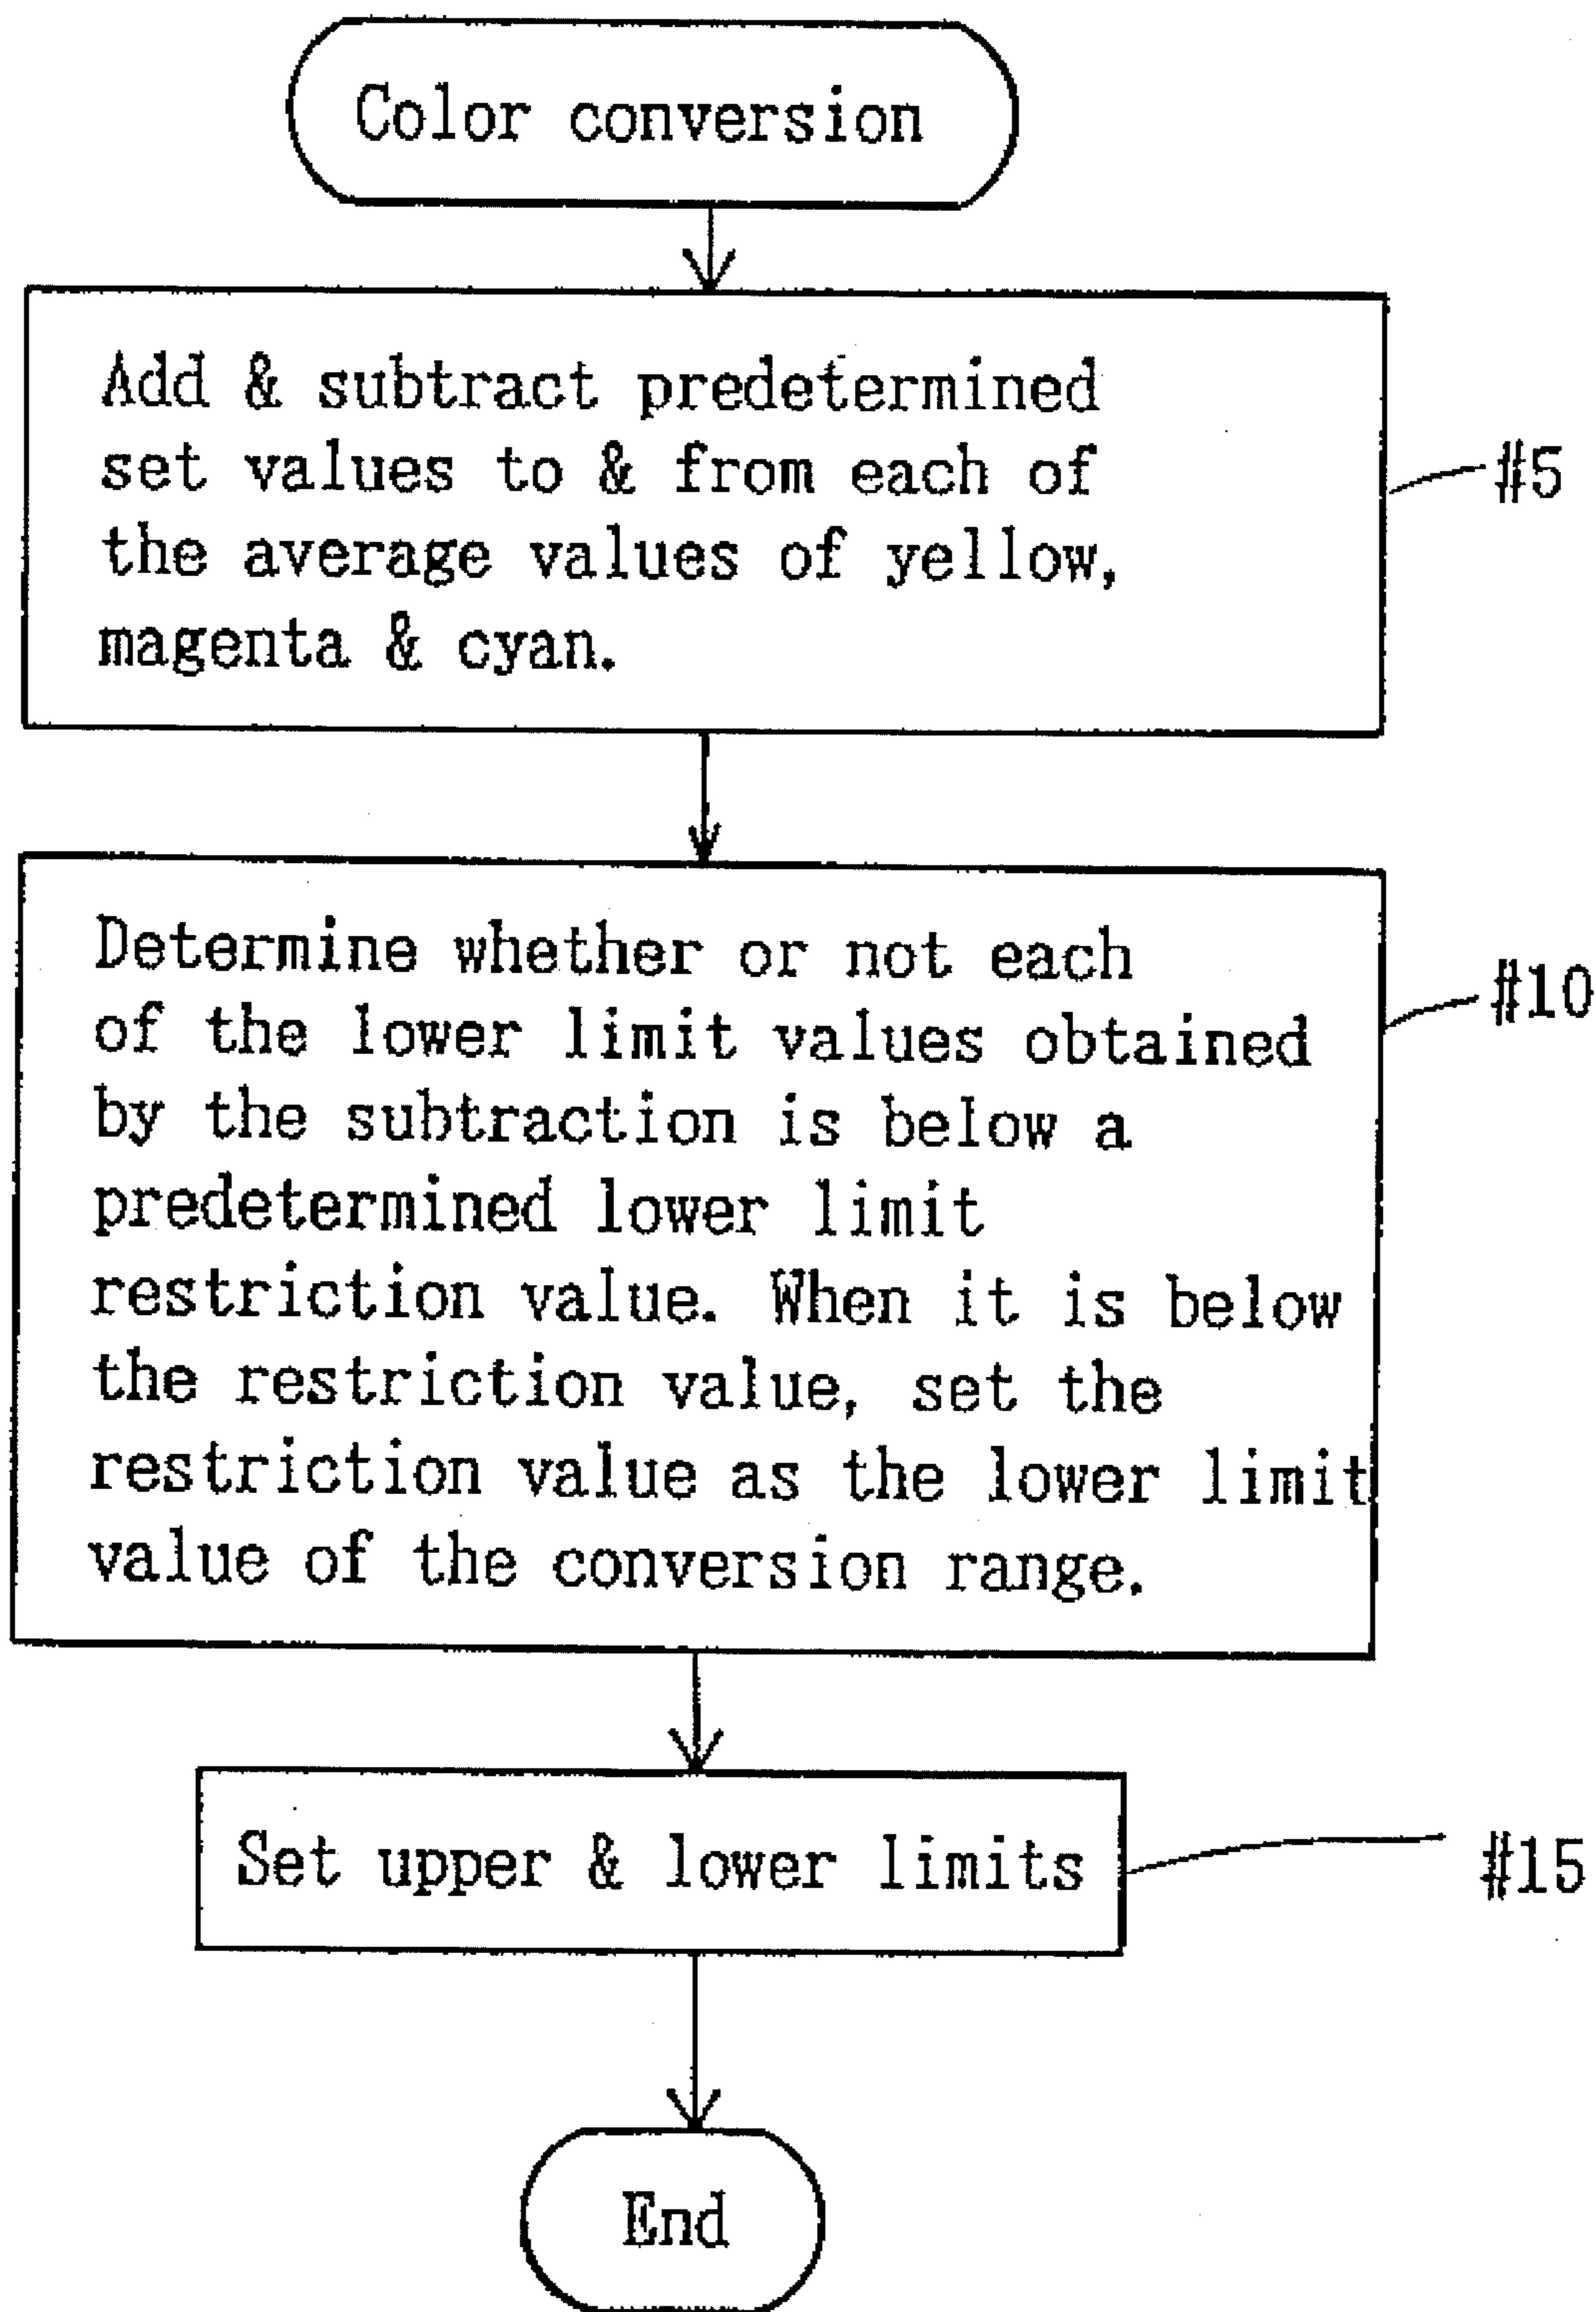 Color conversion
Add & subtract predetermined
set values to & from each of
the average values of yellow,
magenta & cyan.
#5
Determine whether or not each
of the lower limit values obtained
by the subtraction is below a
predetermined lower limit
restriction value. When it is below
the restriction value, set the
restriction value as the lower limit
value of the conversion range.
#10
Set upper & lower limits
#15
End